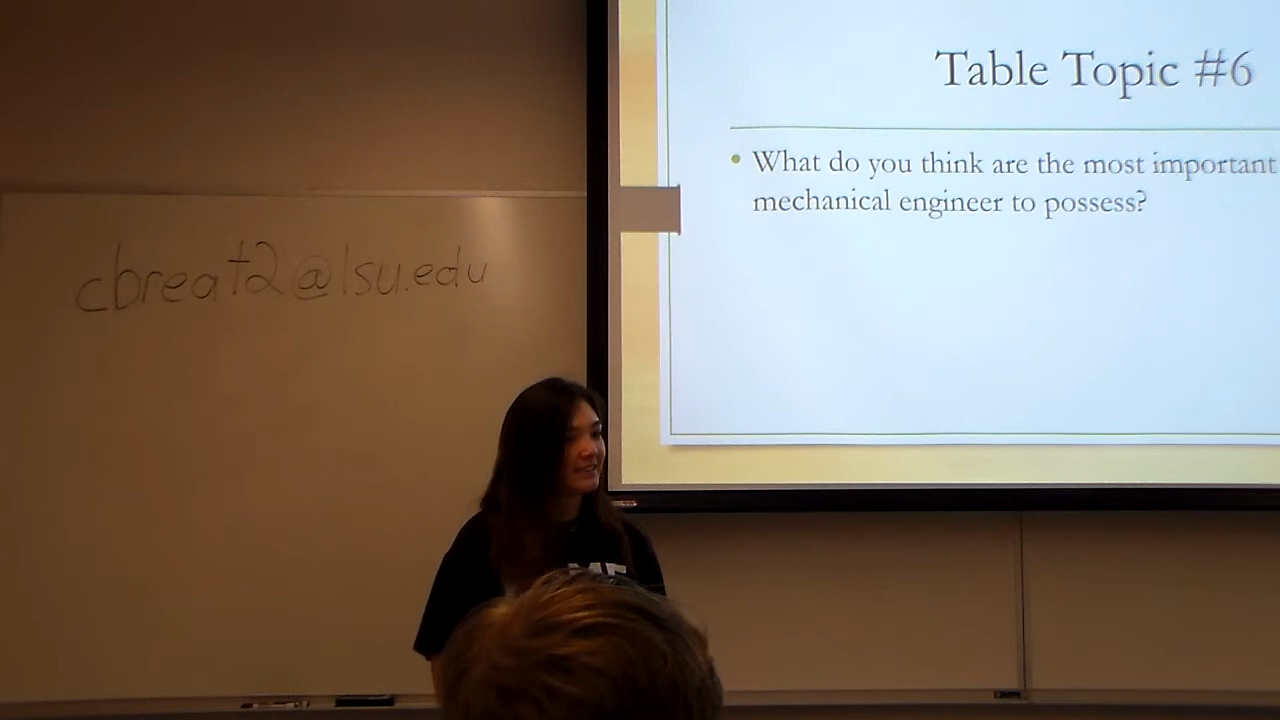 Table Topic #6
What do you think are the most important
mechanical engineer to possess?
cbreat2@lsu.edu